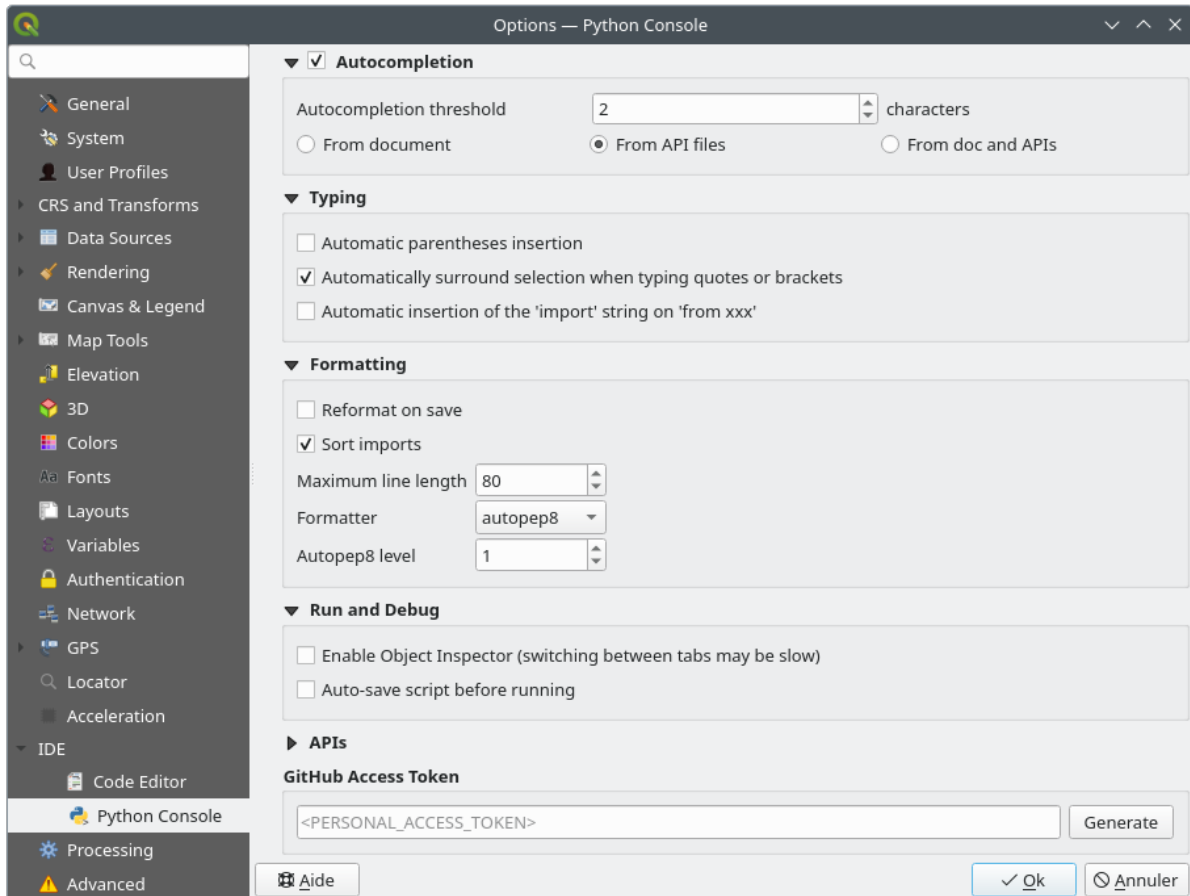 Options — Python Console
General
System
User Profiles
CRS and Transforms
Data Sources
Rendering
Canvas & Legend
Map Tools
Elevation
3D
Colors
Fonts
Layouts
Variables
Authentication
Network
GPS
Locator
Acceleration
IDE
Code Editor
Python Console
Processing
Advanced
Autocompletion
Autocompletion threshold 2 characters
From document From API files From doc and APIs
Typing
Automatic parentheses insertion
Automatically surround selection when typing quotes or brackets
Automatic insertion of the 'import' string on 'from xxx'
Formatting
Reformat on save
Sort imports
Maximum line length 80
Formatter autopep8
Autopep8 level 1
Run and Debug
Enable Object Inspector (switching between tabs may be slow)
Auto-save script before running
APIs
GitHub Access Token
<PERSONAL_ACCESS_TOKEN> Generate
Aide Ok Annuler